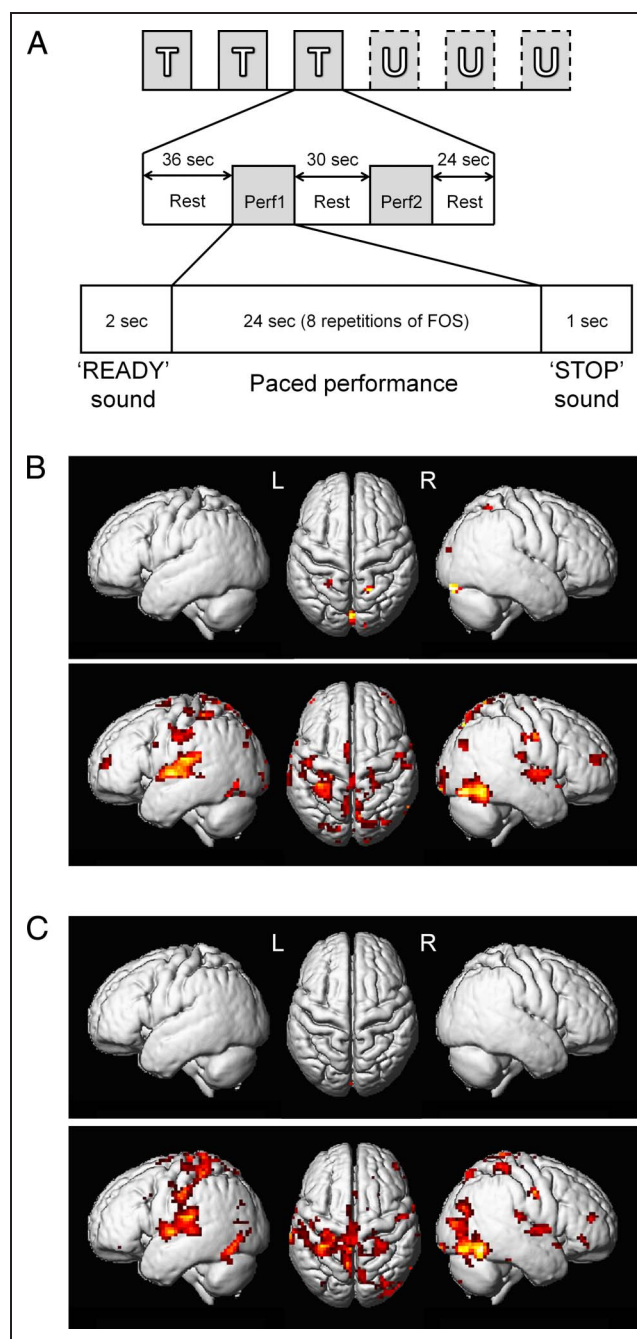 A
T T T U U U
36 sec 30 sec 24 sec
Rest Perf1 Rest Perf2 Rest
2 sec 24 sec (8 repetitions of FOS) 1 sec
'READY' Paced performance 'STOP'
sound sound
B
L R
C
L R